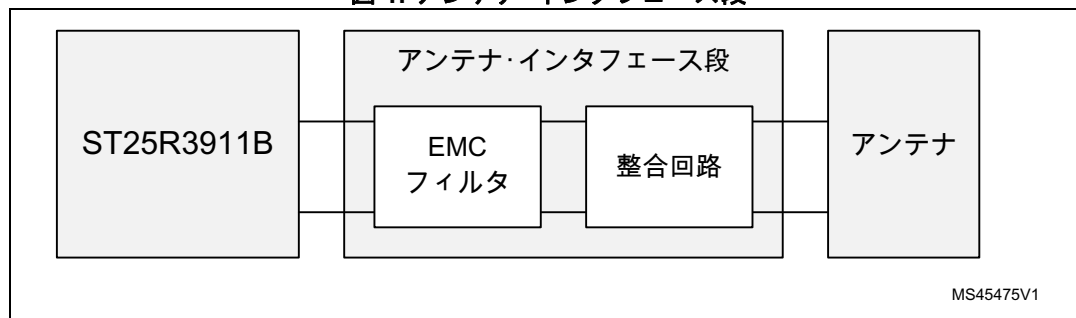 アンテナ・インタフェース段
ST25R3911B
EMC
フィルタ
整合回路
アンテナ
MS45475V1